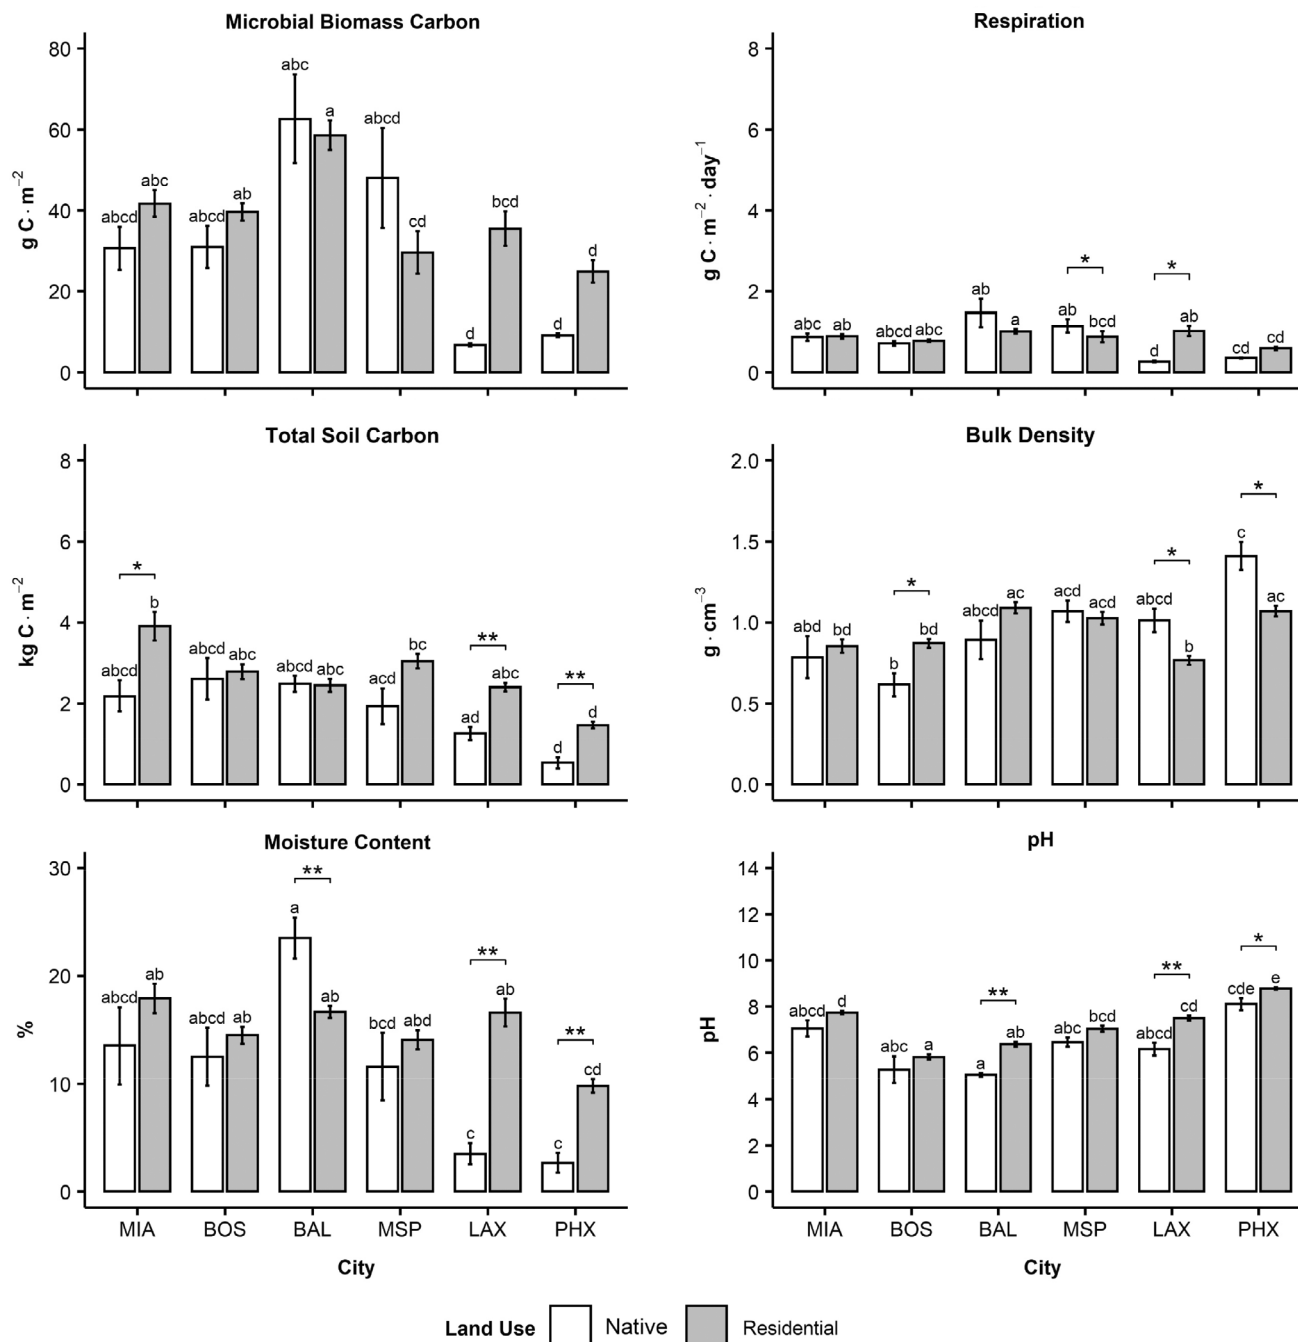 Microbial Biomass Carbon
80
60
40
20
0
g C · m⁻²
abcd abc abcd ab abc a abcd cd d bcd d d
Respiration
8
6
4
2
0
g C · m⁻² · day⁻¹
* *
abc ab abcd abc ab a ab bcd d ab cd cd
Total Soil Carbon
8
6
4
2
0
kg C · m⁻²
* ** **
abcd b abcd abc abcd abc acd bc ad abc d d
Bulk Density
2.0
1.5
1.0
0.5
0.0
g · cm⁻³
* * *
abd bd b bd abcd ac acd acd abcd b c ac
Moisture Content
30
20
10
0
%
** ** **
abcd ab abcd ab a ab bcd abd c ab c cd
MIA BOS BAL MSP LAX PHX
City
pH
14
12
10
8
6
4
2
0
pH
** ** *
abcd d abc a a ab abc bcd abcd cd cde e
MIA BOS BAL MSP LAX PHX
City
Land Use Native Residential